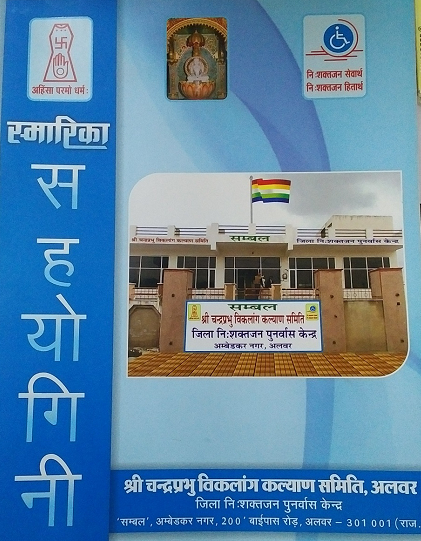 अहिंसा परमो धर्म:
नि:शक्तजन सेवार्थ
नि:शक्तजन हितार्थ
स्मारिका
स
ह
यो
गि
नी
श्री चन्द्रप्रभु विकलांग कल्याण समिति
सम्बल
जिला नि:शक्तजन पुनर्वास केन्द्र
सम्बल
श्री चंद्रप्रभु विकलांग कल्याण समिति
जिला नि:शक्तजन पुनर्वास केन्द्र
अम्बेडकर नगर, अलवर
श्री चन्द्रप्रभु विकलांग कल्याण समिति, अलवर
जिला नि:शक्तजन पुनर्वास केन्द्र
'सम्बल', अम्बेडकर नगर, 200' बाईपास रोड़, अलवर – 301 001 (राज.